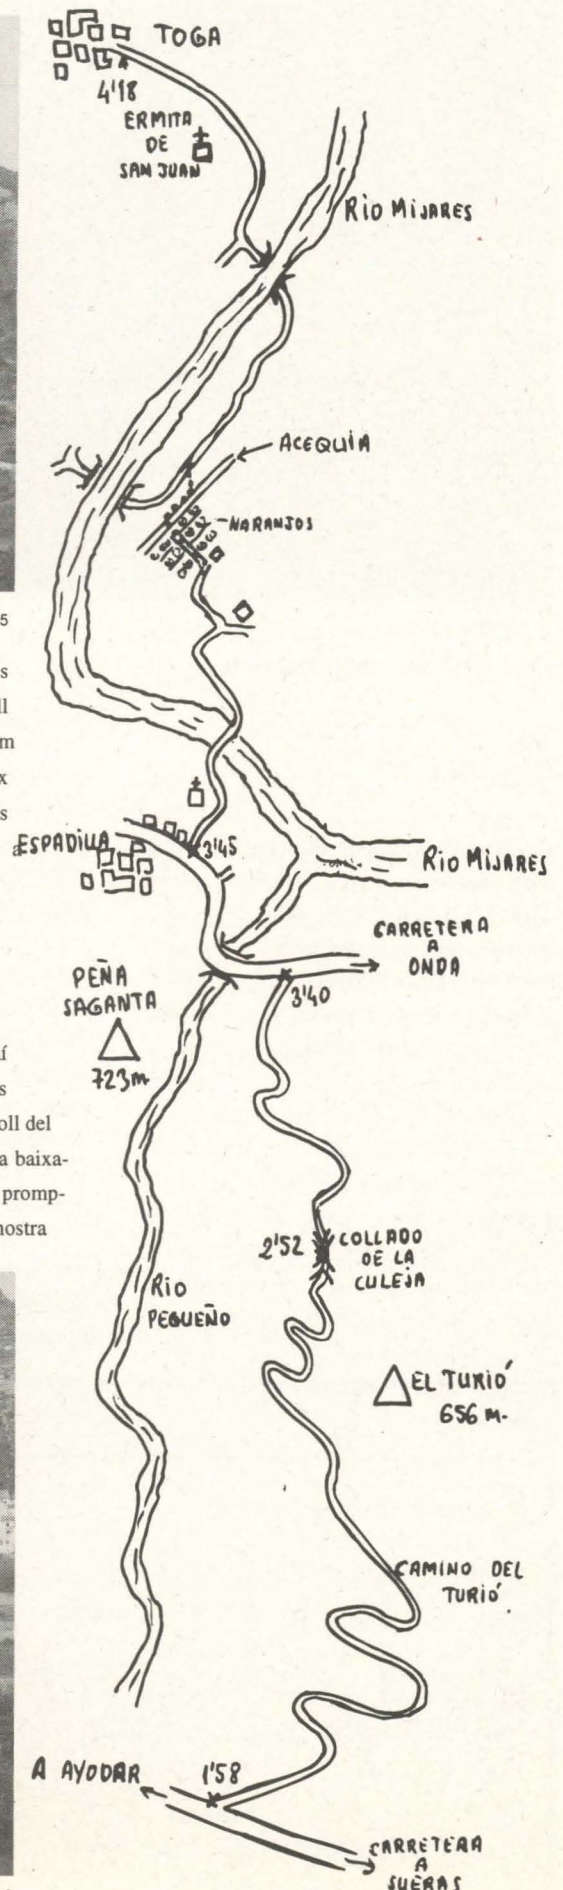 TOGA
4'18
ERMITA
DE
SAN JUAN
RIO MIJARES
ACEQUIA
NARANJOS
5
s
ll
m
x
s
a
ESPADILLA
3'45
RIO MIJARES
CARRETERA
A
ONDA
3'40
PEÑA
SAGANTA
723 m.
í
s
oll del
a baixa-
promp-
nostra
2'52
COLLADO
DE LA
CULEJA
RIO
PEQUEÑO
EL TURIÓ
656 m.
CAMINO DEL
TURIÓ.
A AYODAR
1'58
CARRETERA
A
SUERAS